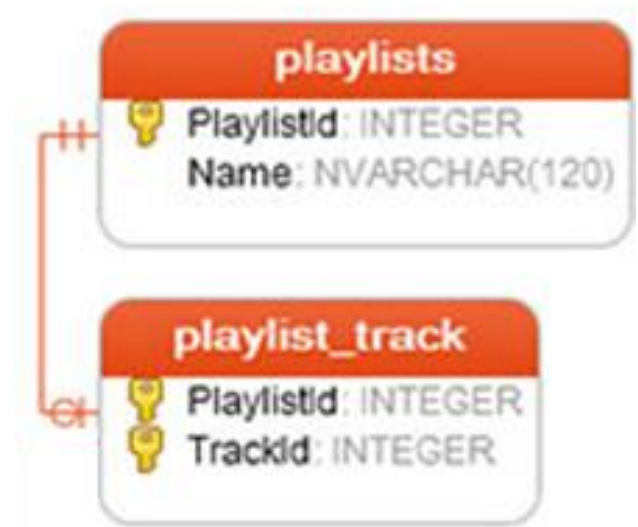 playlists
PlaylistId: INTEGER
Name: NVARCHAR(120)
playlist_track
PlaylistId: INTEGER
TrackId: INTEGER